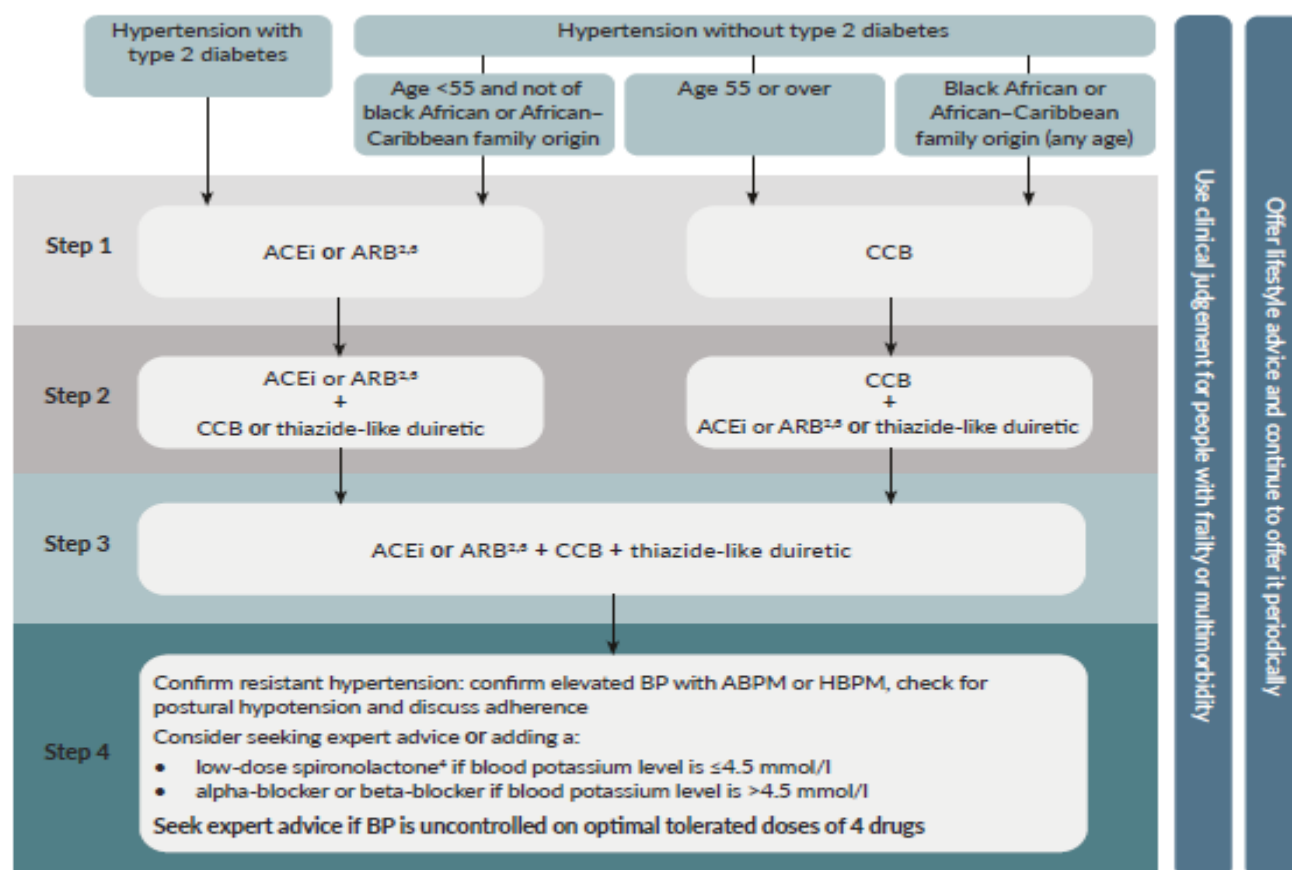 Hypertension with
type 2 diabetes
Hypertension without type 2 diabetes
Age <55 and not of
black African or African–
Caribbean family origin
Age 55 or over
Black African or
African–Caribbean
family origin (any age)
Step 1
ACEi or ARB
CCB
Step 2
ACEi or ARB
+
CCB or thiazide-like duiretic
CCB
+
ACEi or ARB or thiazide-like duiretic
Step 3
ACEi or ARB + CCB + thiazide-like duiretic
Step 4
Confirm resistant hypertension: confirm elevated BP with ABPM or HBPM, check for
postural hypotension and discuss adherence
Consider seeking expert advice or adding a:
• low-dose spironolactone⁴ if blood potassium level is ≤4.5 mmol/l
• alpha-blocker or beta-blocker if blood potassium level is >4.5 mmol/l
Seek expert advice if BP is uncontrolled on optimal tolerated doses of 4 drugs
Use clinical judgement for people with frailty or multimorbidity
Offer lifestyle advice and continue to offer it periodically